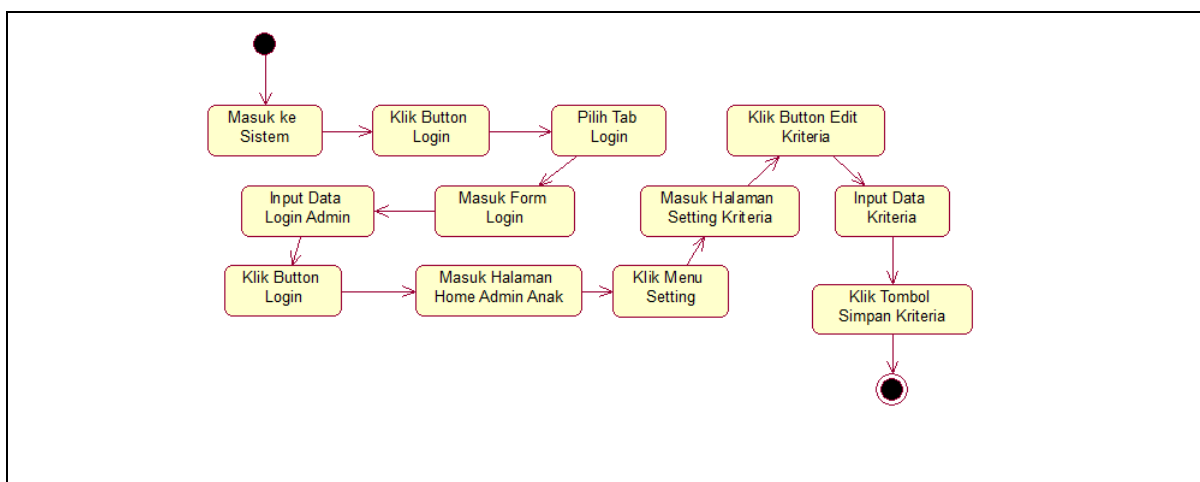 Masuk ke
Sistem
Klik Button
Login
Pilih Tab
Login
Masuk Form
Login
Input Data
Login Admin
Klik Button
Login
Masuk Halaman
Home Admin Anak
Klik Menu
Setting
Masuk Halaman
Setting Kriteria
Klik Button Edit
Kriteria
Input Data
Kriteria
Klik Tombol
Simpan Kriteria